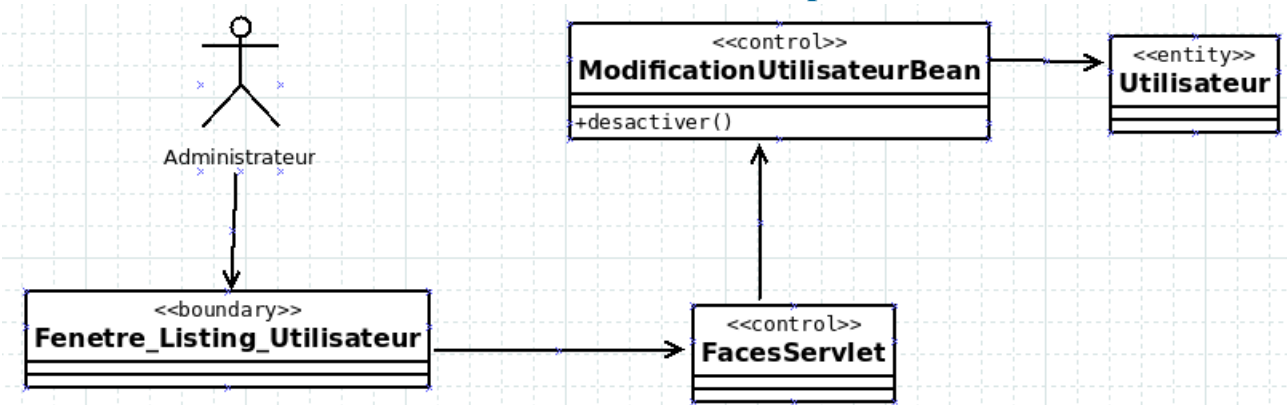 <<control>>
ModificationUtilisateurBean
+desactiver()
<<entity>>
Utilisateur
Administrateur
<<boundary>>
Fenetre_Listing_Utilisateur
<<control>>
FacesServlet